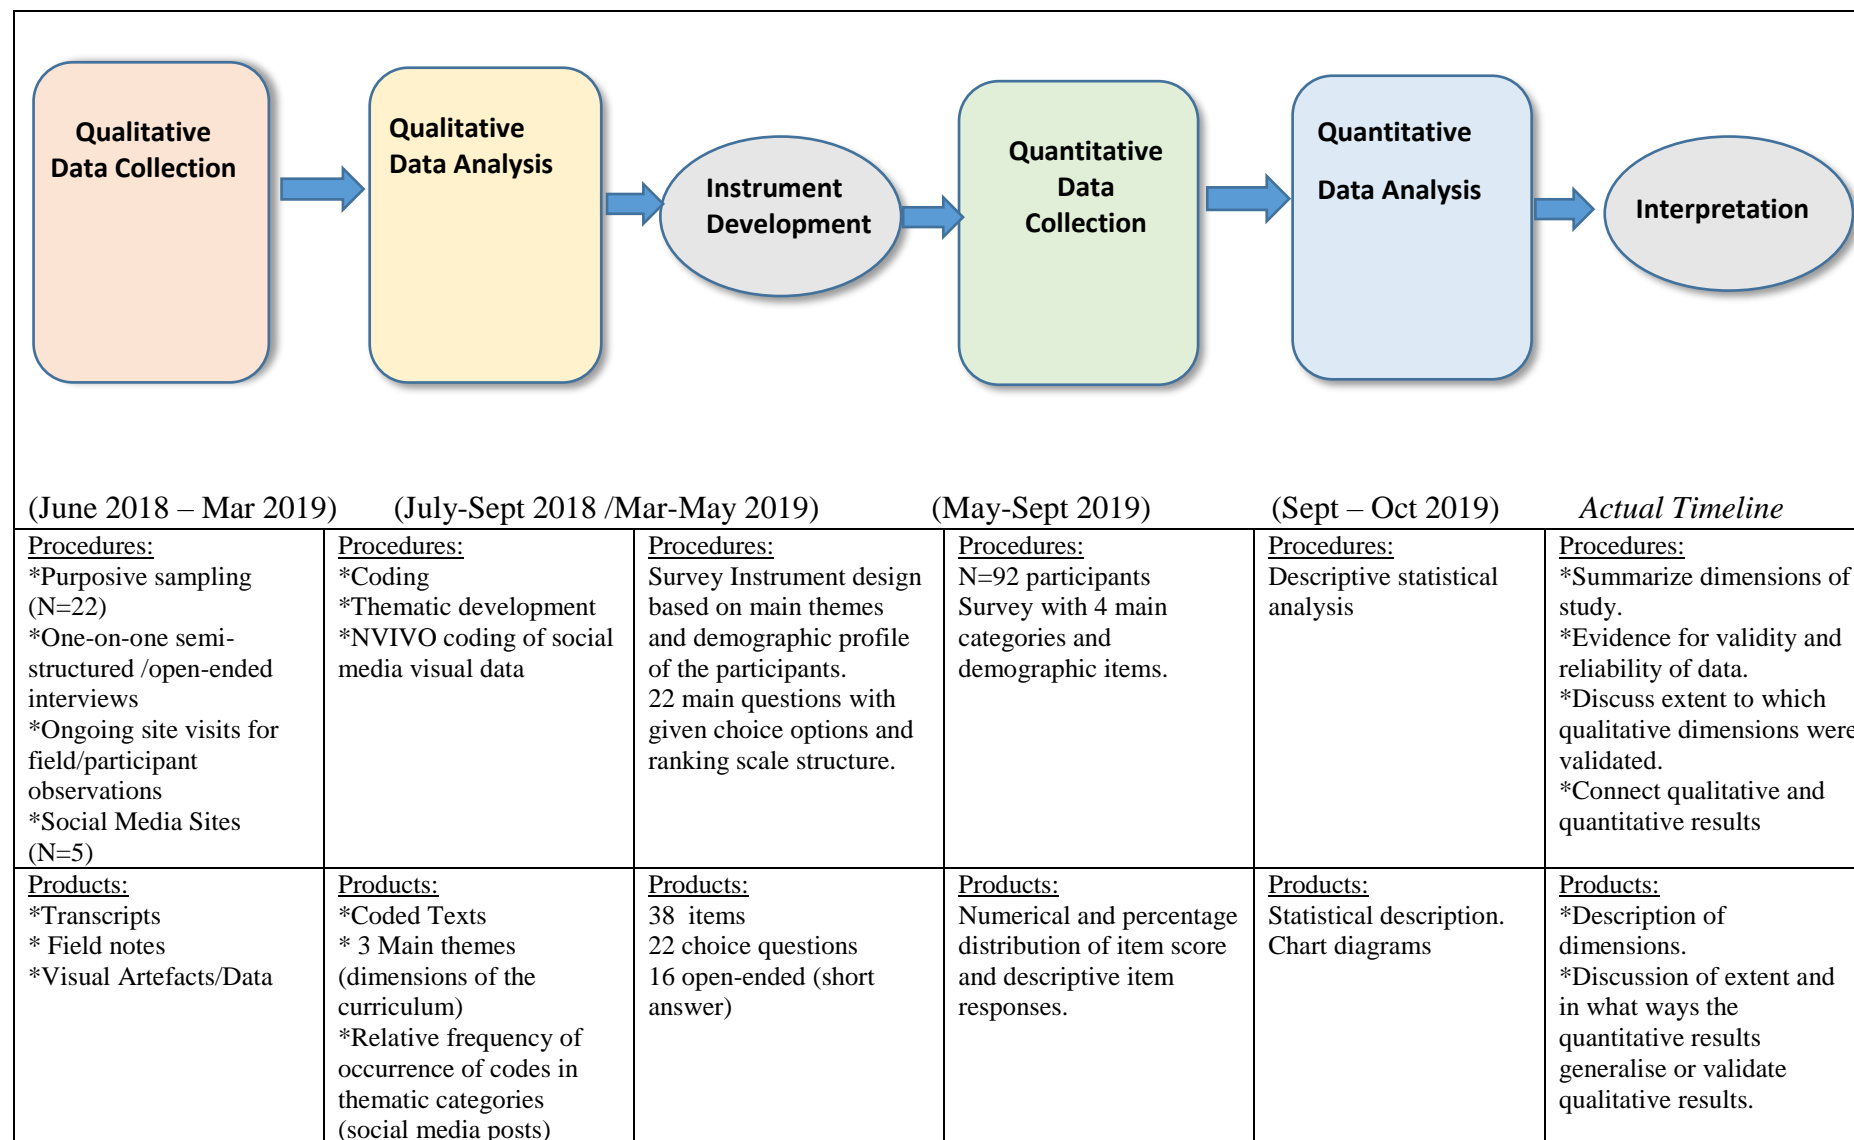 Qualitative
Data Collection
Qualitative
Data Analysis
Instrument
Development
Quantitative
Data
Collection
Quantitative
Data Analysis
Interpretation
(June 2018 – Mar 2019) (July-Sept 2018 /Mar-May 2019) (May-Sept 2019) (Sept – Oct 2019) Actual Timeline
Procedures:
*Purposive sampling
(N=22)
*One-on-one semi-
structured /open-ended
interviews
*Ongoing site visits for
field/participant
observations
*Social Media Sites
(N=5)
Procedures:
*Coding
*Thematic development
*NVIVO coding of social
media visual data
Procedures:
Survey Instrument design
based on main themes
and demographic profile
of the participants.
22 main questions with
given choice options and
ranking scale structure.
Procedures:
N=92 participants
Survey with 4 main
categories and
demographic items.
Procedures:
Descriptive statistical
analysis
Procedures:
*Summarize dimensions of
study.
*Evidence for validity and
reliability of data.
*Discuss extent to which
qualitative dimensions were
validated.
*Connect qualitative and
quantitative results
Products:
*Transcripts
* Field notes
*Visual Artefacts/Data
Products:
*Coded Texts
* 3 Main themes
(dimensions of the
curriculum)
*Relative frequency of
occurrence of codes in
thematic categories
(social media posts)
Products:
38 items
22 choice questions
16 open-ended (short
answer)
Products:
Numerical and percentage
distribution of item score
and descriptive item
responses.
Products:
Statistical description.
Chart diagrams
Products:
*Description of
dimensions.
*Discussion of extent and
in what ways the
quantitative results
generalise or validate
qualitative results.